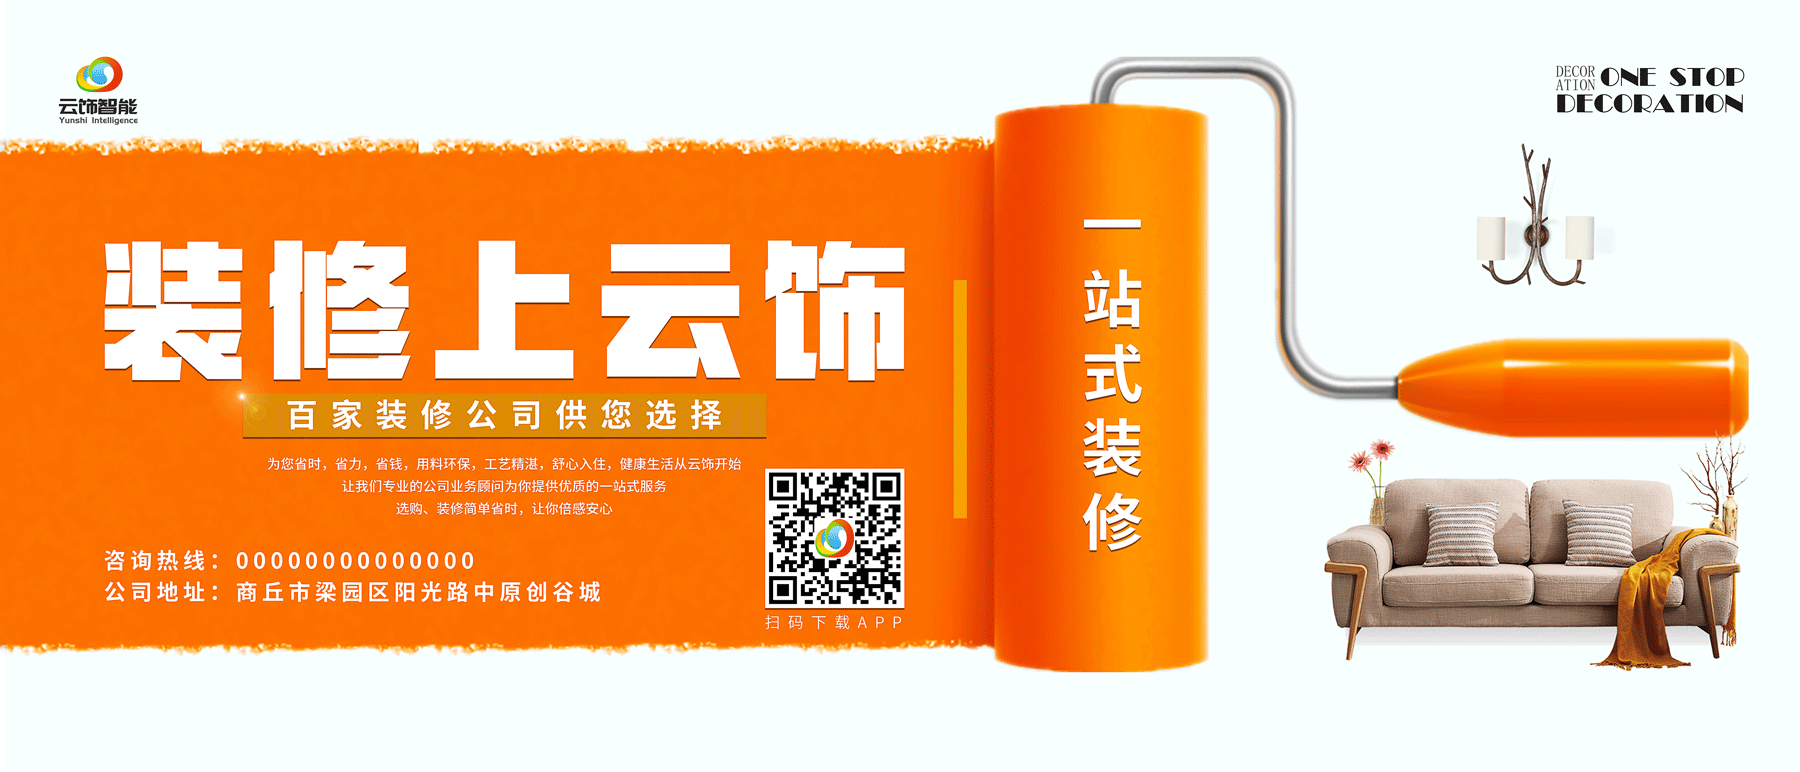 云饰智能
Yunshi Intelligence
DECOR
ATION
ONE STOP
DECORATION
装修上云饰
百家装修公司供您选择
为您省时，省力，省钱，用料环保，工艺精湛，舒心入住，健康生活从云饰开始
让我们专业的公司业务顾问为你提供优质的一站式服务
选购、装修简单省时，让你倍感安心
咨询热线：00000000000000
公司地址：商丘市梁园区阳光路中原创谷城
扫码下载APP
一站式装修